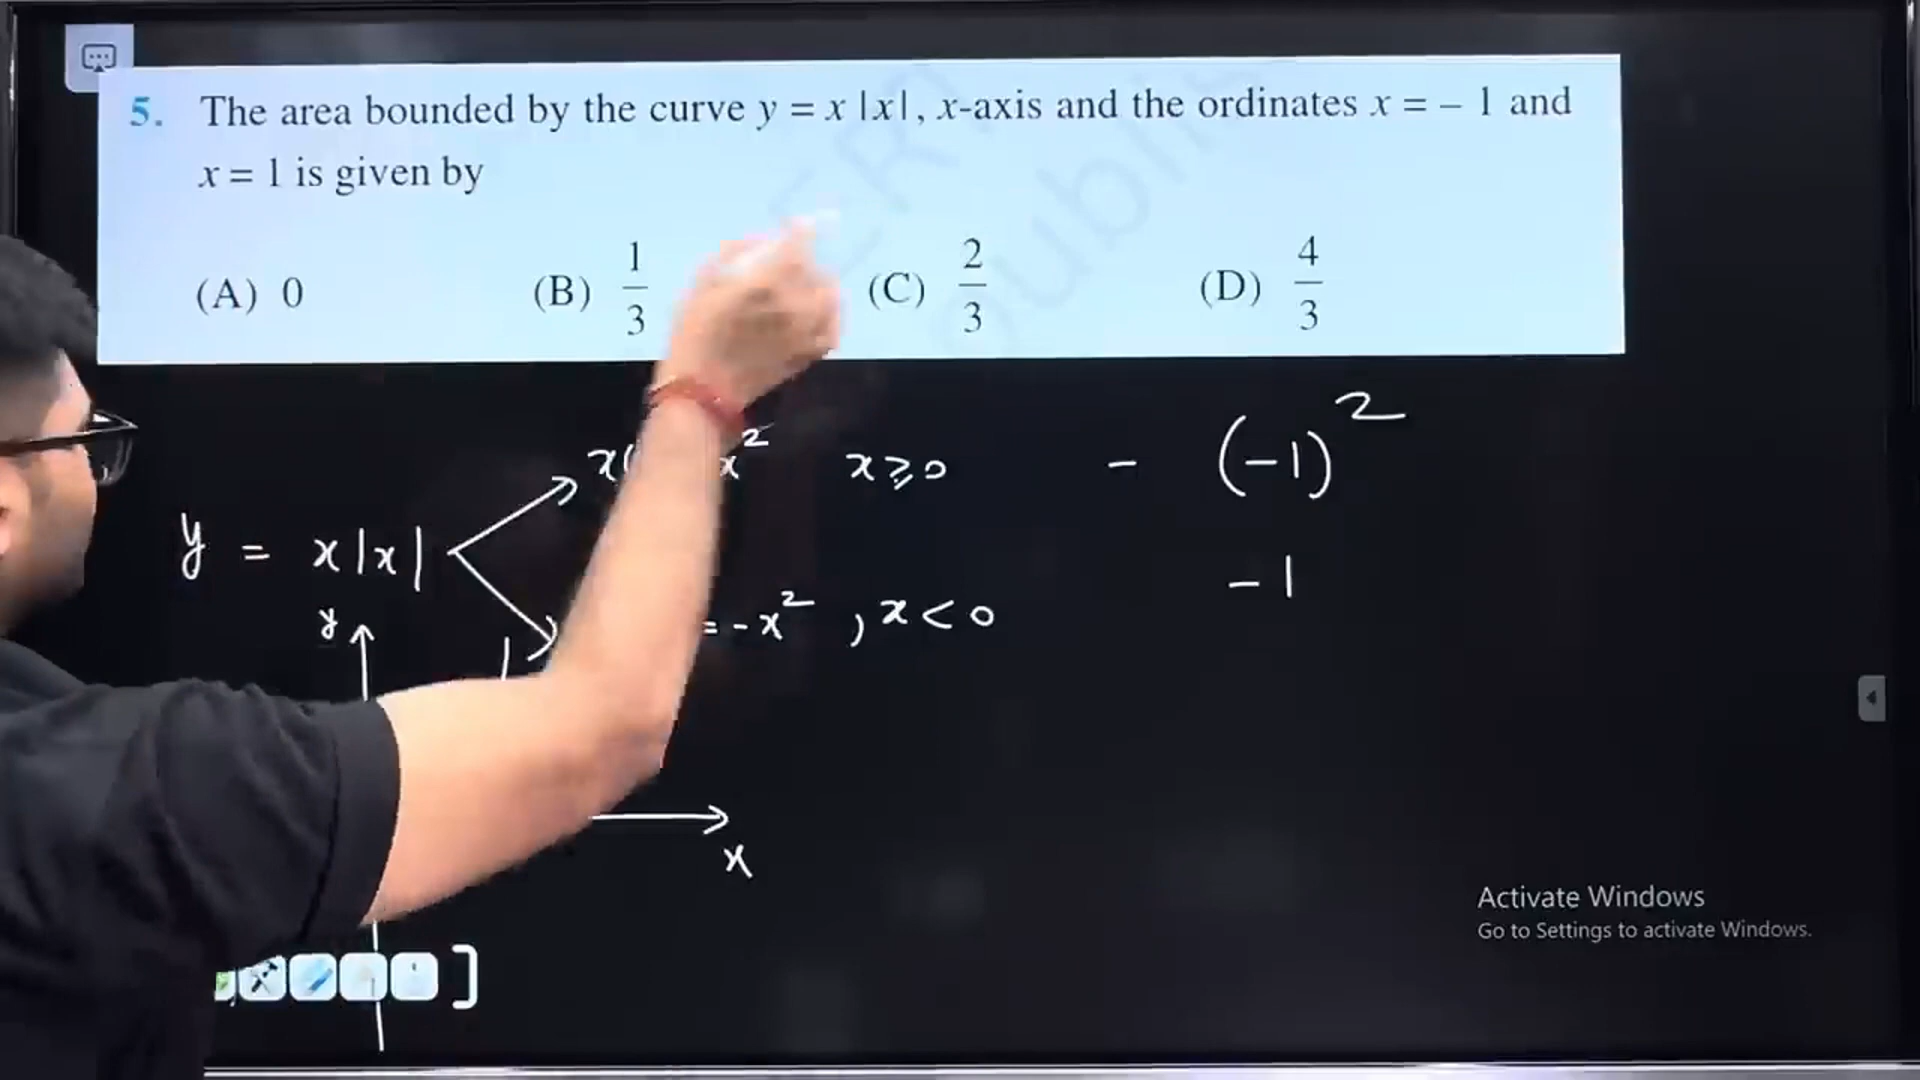 5. The area bounded by the curve y = x |x|, x-axis and the ordinates x = – 1 and
x = 1 is given by
(A) 0 (B) 1/3 (C) 2/3 (D) 4/3
x( x² x ⩾ 0 - (-1)²
y = x|x|
-1
= -x² , x < 0
y
x
Activate Windows
Go to Settings to activate Windows.